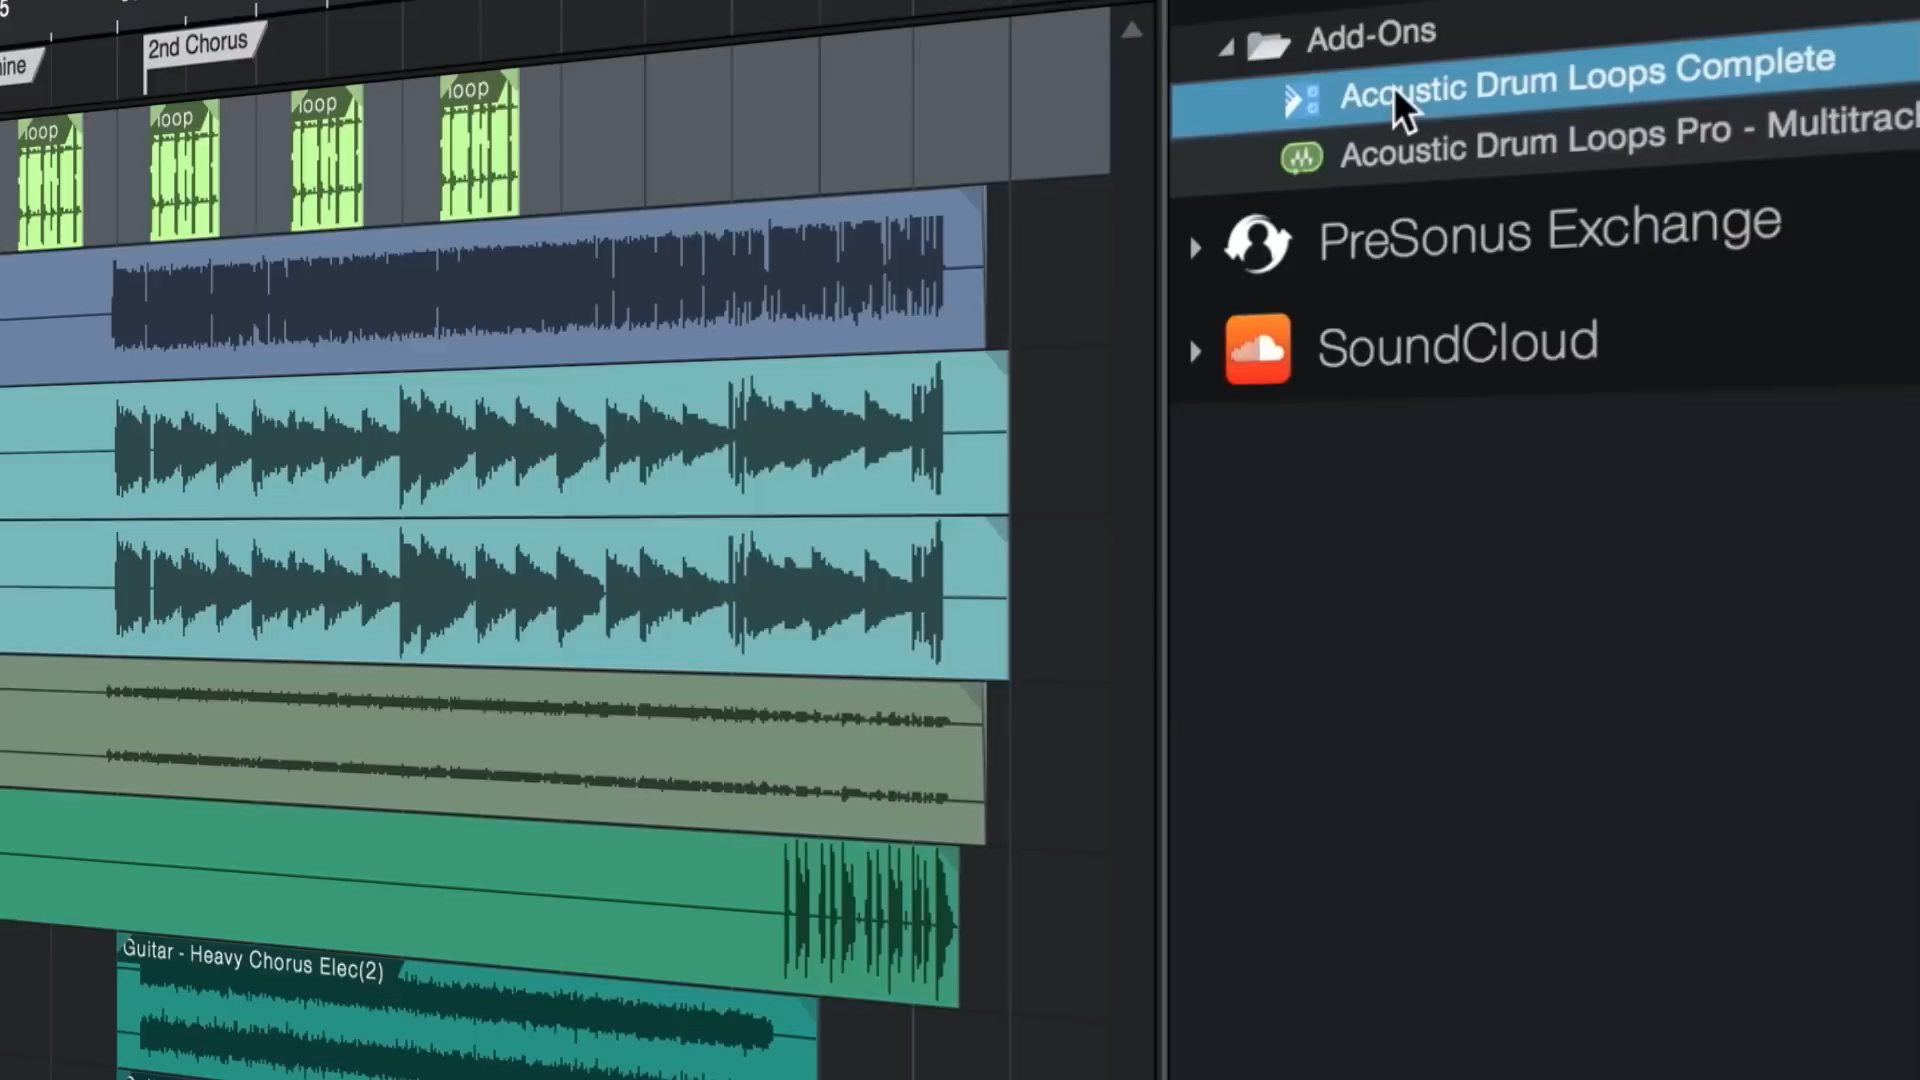 5
2nd Chorus
loop
loop
loop
loop
Guitar - Heavy Chorus Elec(2)
Add-Ons
Acoustic Drum Loops Complete
Acoustic Drum Loops Pro -
PreSonus Exchange
SoundCloud